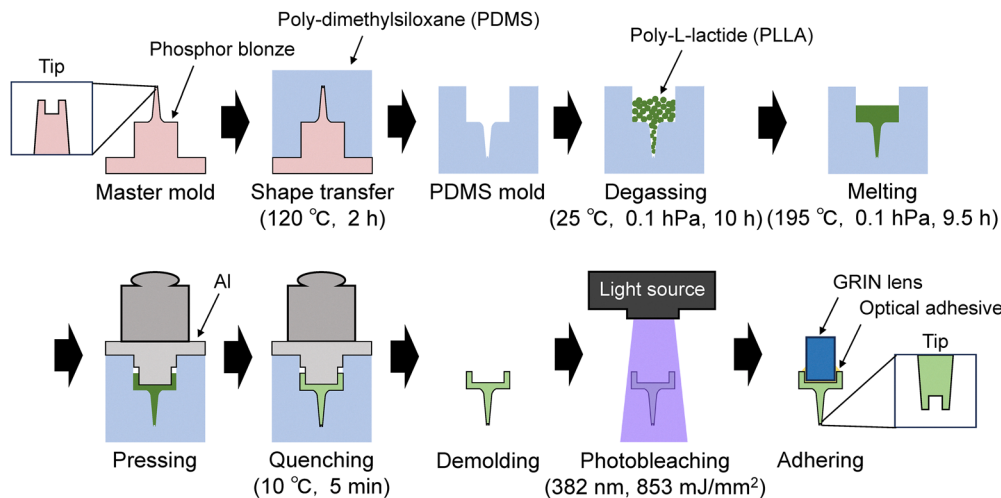 Poly-dimethylsiloxane (PDMS)
Phosphor blonze
Tip
Poly-L-lactide (PLLA)
Master mold
Shape transfer
(120 ℃, 2 h)
PDMS mold
Degassing
(25 ℃, 0.1 hPa, 10 h)
Melting
(195 ℃, 0.1 hPa, 9.5 h)
Al
Light source
GRIN lens
Optical adhesive
Tip
Pressing
Quenching
(10 ℃, 5 min)
Demolding
Photobleaching
(382 nm, 853 mJ/mm²)
Adhering